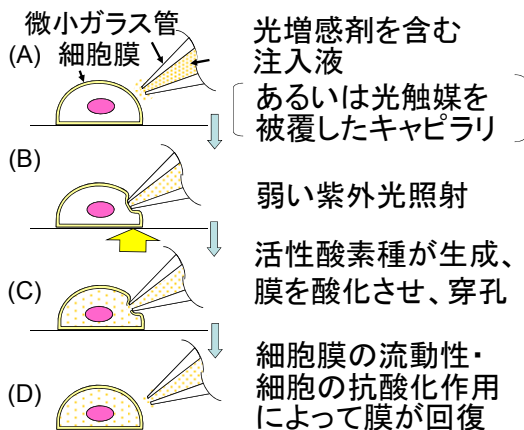 微小ガラス管
細胞膜
(A)
光増感剤を含む
注入液
あるいは光触媒を
被覆したキャピラリ
(B)
弱い紫外光照射
(C)
活性酸素種が生成、
膜を酸化させ、穿孔
(D)
細胞膜の流動性・
細胞の抗酸化作用
によって膜が回復